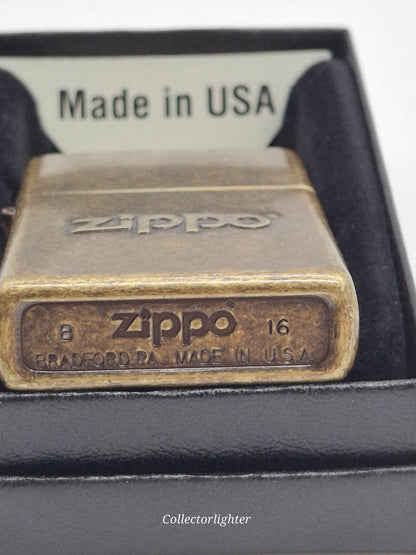 Made in USA
zippo
B zippo® 16
BRADFORD, PA. MADE IN U.S.A.
Collectorlighter